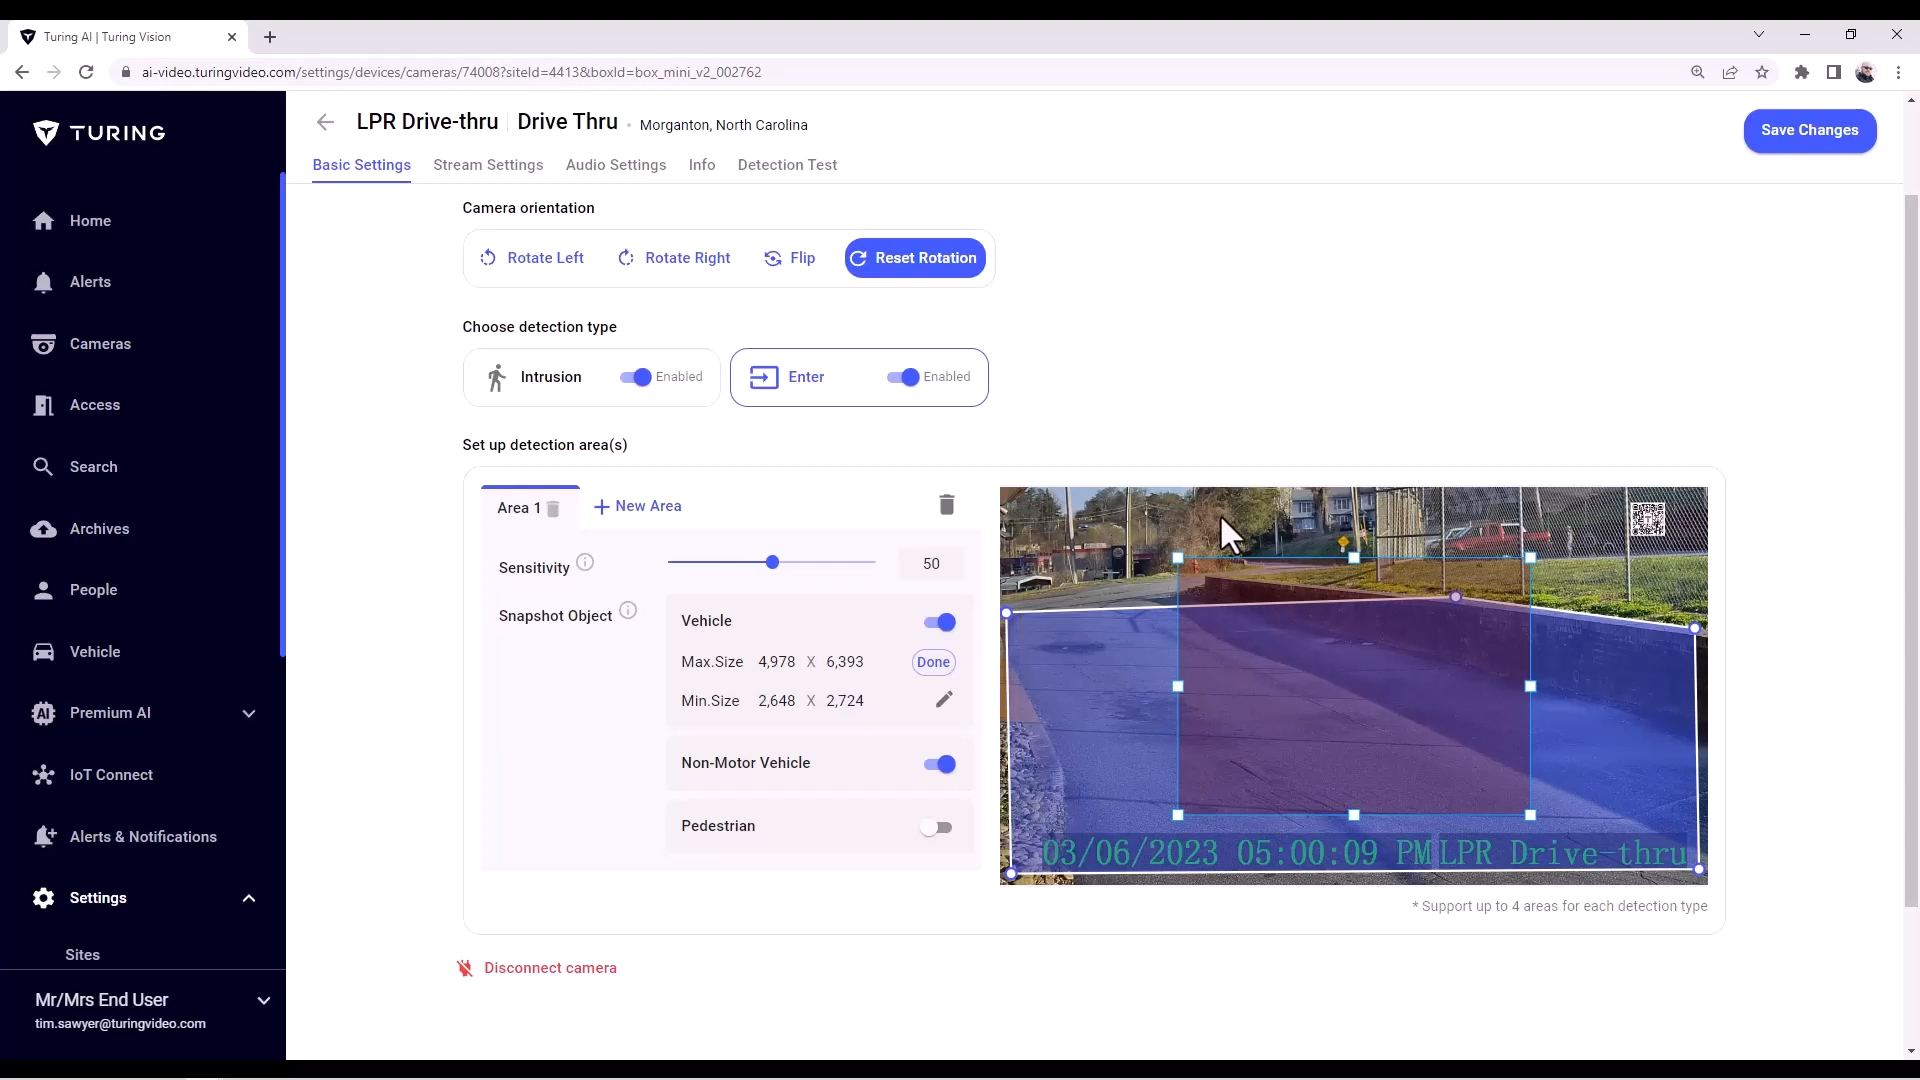 Turing AI | Turing Vision
ai-video.turingvideo.com/settings/devices/cameras/74008?siteId=4413&boxId=box_mini_v2_002762
TURING
Home
Alerts
Cameras
Access
Search
Archives
People
Vehicle
Premium AI
IoT Connect
Alerts & Notifications
Settings
Sites
Mr/Mrs End User
tim.sawyer@turingvideo.com
LPR Drive-thru Drive Thru · Morganton, North Carolina
Save Changes
Basic Settings Stream Settings Audio Settings Info Detection Test
Camera orientation
Rotate Left Rotate Right Flip Reset Rotation
Choose detection type
Intrusion Enabled Enter Enabled
Set up detection area(s)
Area 1 + New Area
Sensitivity 50
Snapshot Object
Vehicle
Max.Size 4,978 X 6,393 Done
Min.Size 2,648 X 2,724
Non-Motor Vehicle
Pedestrian
03/06/2023 05:00:09 PM LPR Drive-thru
* Support up to 4 areas for each detection type
Disconnect camera